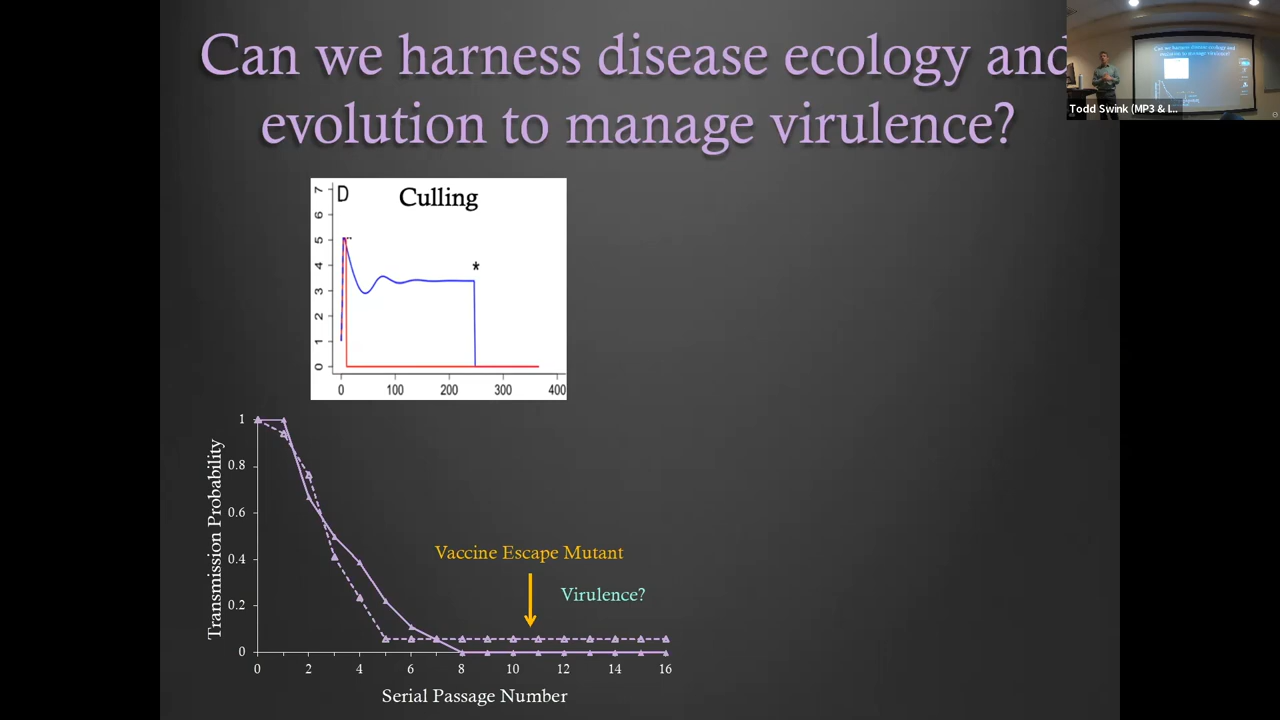 Can we harness disease ecology and
evolution to manage virulence?
Todd Swink (MP3 & I...
D
Culling
7
6
5
4
3
2
1
0
*
0 100 200 300 400
Transmission Probability
1
0.8
0.6
0.4
0.2
0
Vaccine Escape Mutant
Virulence?
0 2 4 6 8 10 12 14 16
Serial Passage Number